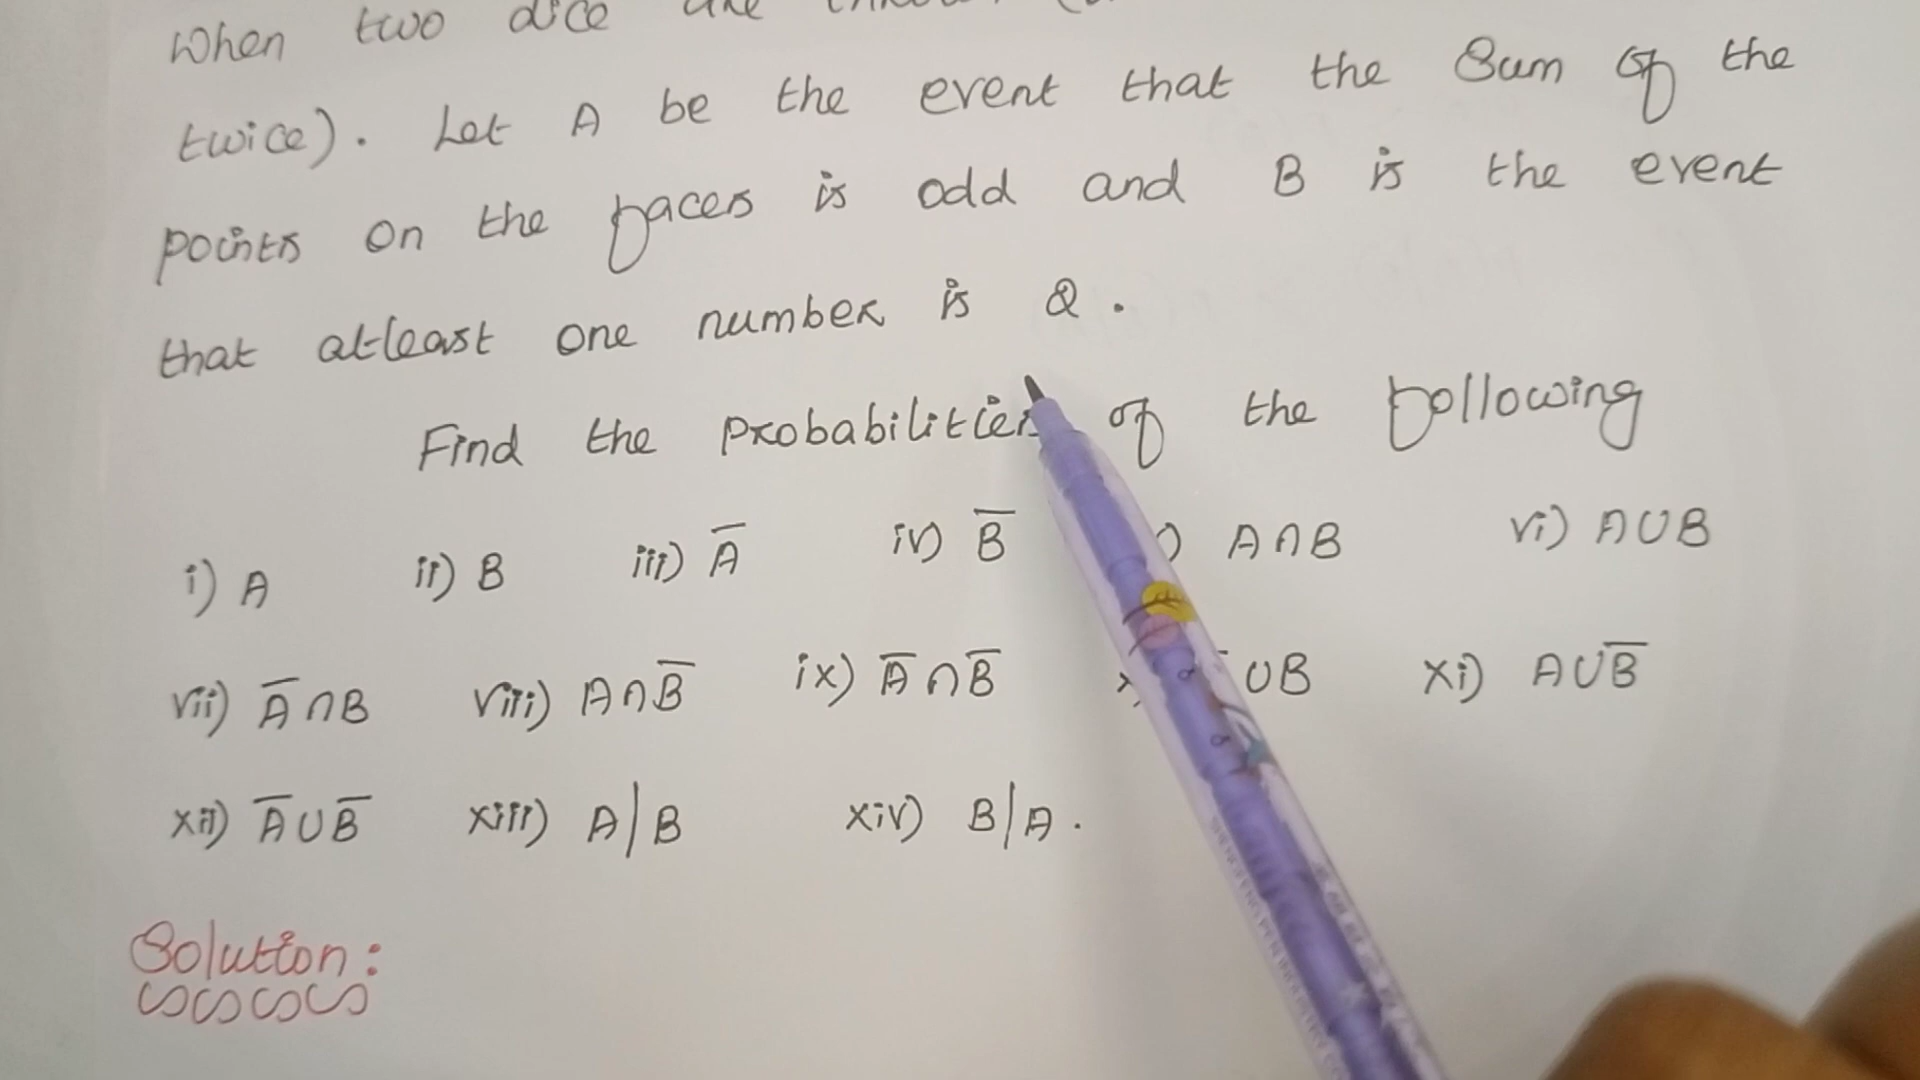 When two dice are
twice). Let A be the event that the Sum of the
points on the faces is odd and B is the event
that atleast one number is 2.
Find the probabilities of the following
i) A ii) B iii) A̅ iv) B̅ ) A∩B vi) A∪B
vii) A̅∩B viii) A∩B̅ ix) A̅∩B̅ x ∪B xi) A∪B̅
xii) A̅∪B̅ xiii) A|B xiv) B|A.
Solution: